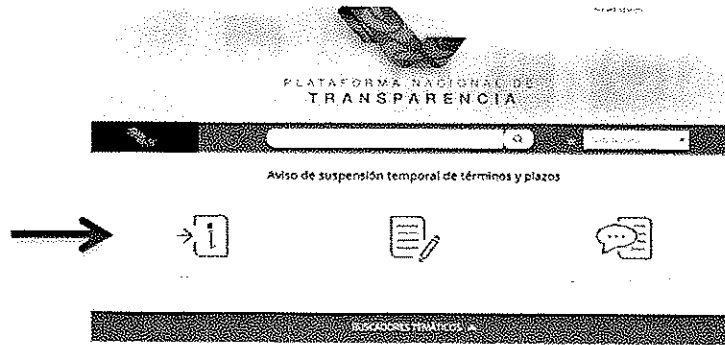 PLATAFORMA NACIONAL DE
TRANSPARENCIA
Aviso de suspensión temporal de términos y plazos
BUSCADORES TEMÁTICOS